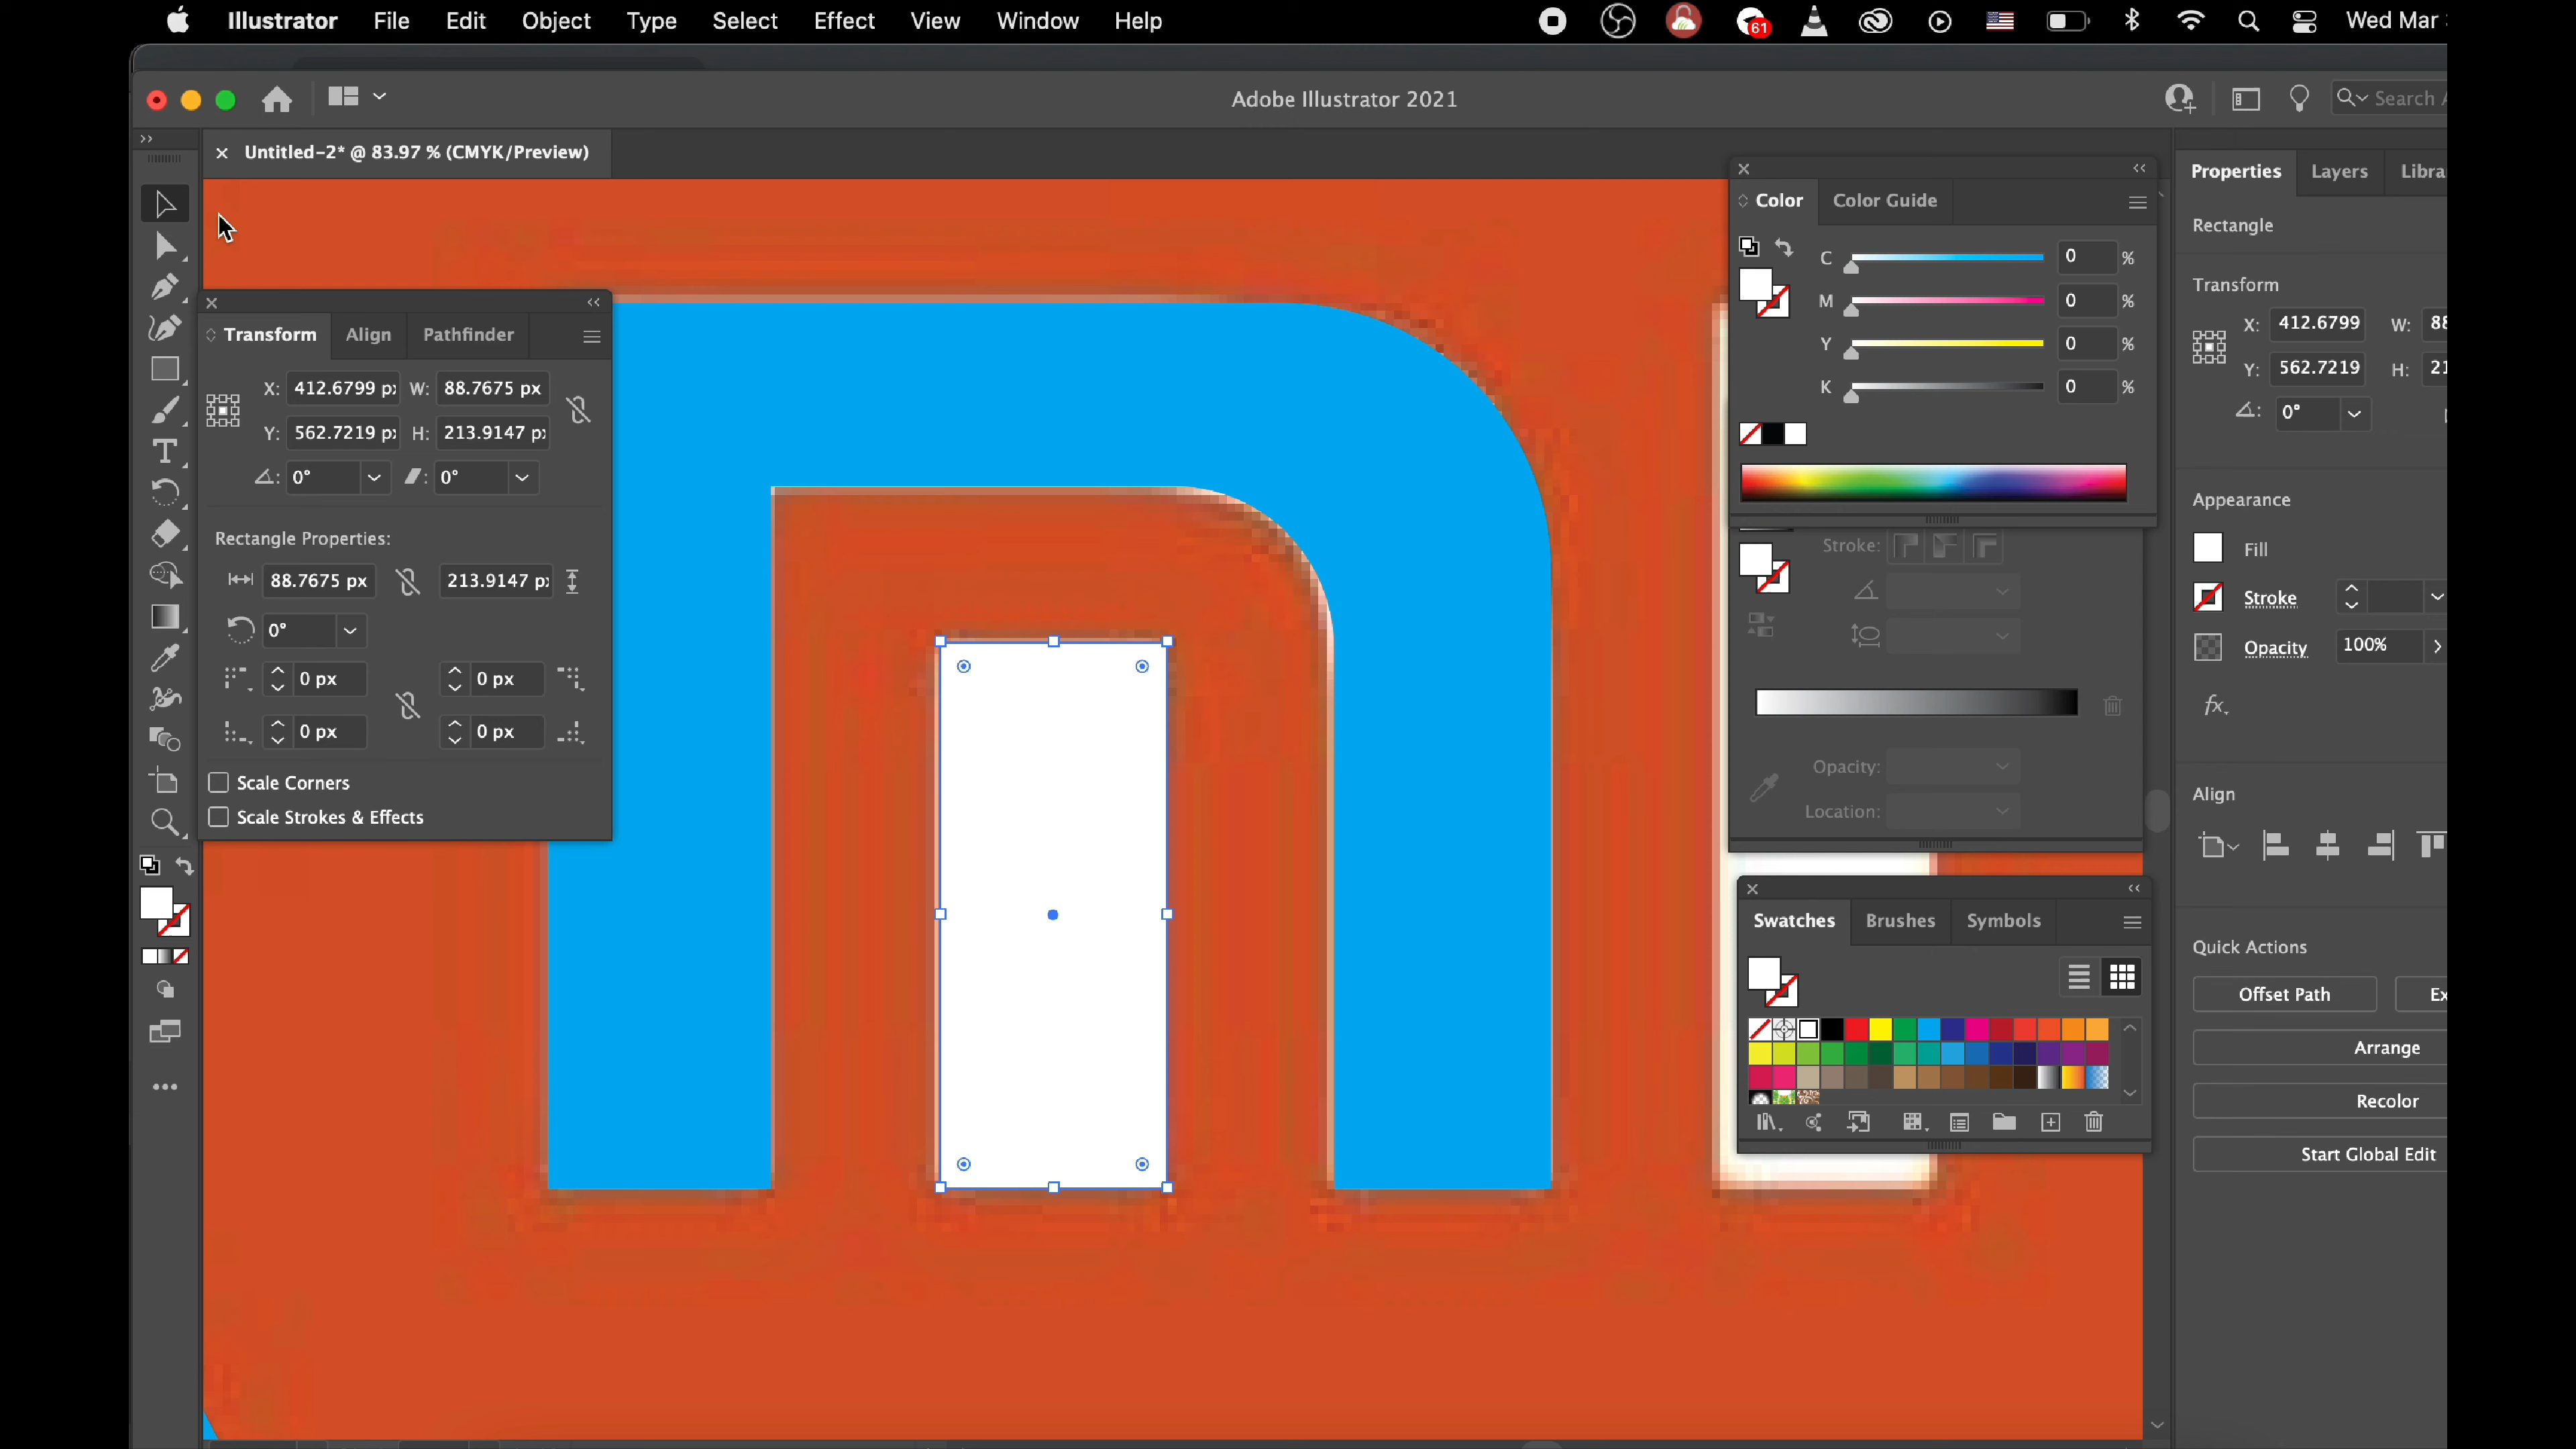 Illustrator File Edit Object Type Select Effect View Window Help 61 Wed Mar
Adobe Illustrator 2021
Search
Untitled-2* @ 83.97 % (CMYK/Preview)
Color Color Guide
C 0 %
M 0 %
Y 0 %
K 0 %
Stroke:
Opacity:
Location:
Swatches Brushes Symbols
Transform Align Pathfinder
X: 412.6799 W: 88.7675 px
Y: 562.7219 H: 213.9147
0° 0°
Rectangle Properties:
88.7675 px 213.9147
0°
0 px 0 px
0 px 0 px
Scale Corners
Scale Strokes & Effects
T
Properties Layers Libra
Rectangle
Transform
X: 412.6799 W: 88
Y: 562.7219 H: 21
0°
Appearance
Fill
Stroke
Opacity 100%
fx
Align
Quick Actions
Offset Path Ex
Arrange
Recolor
Start Global Edit